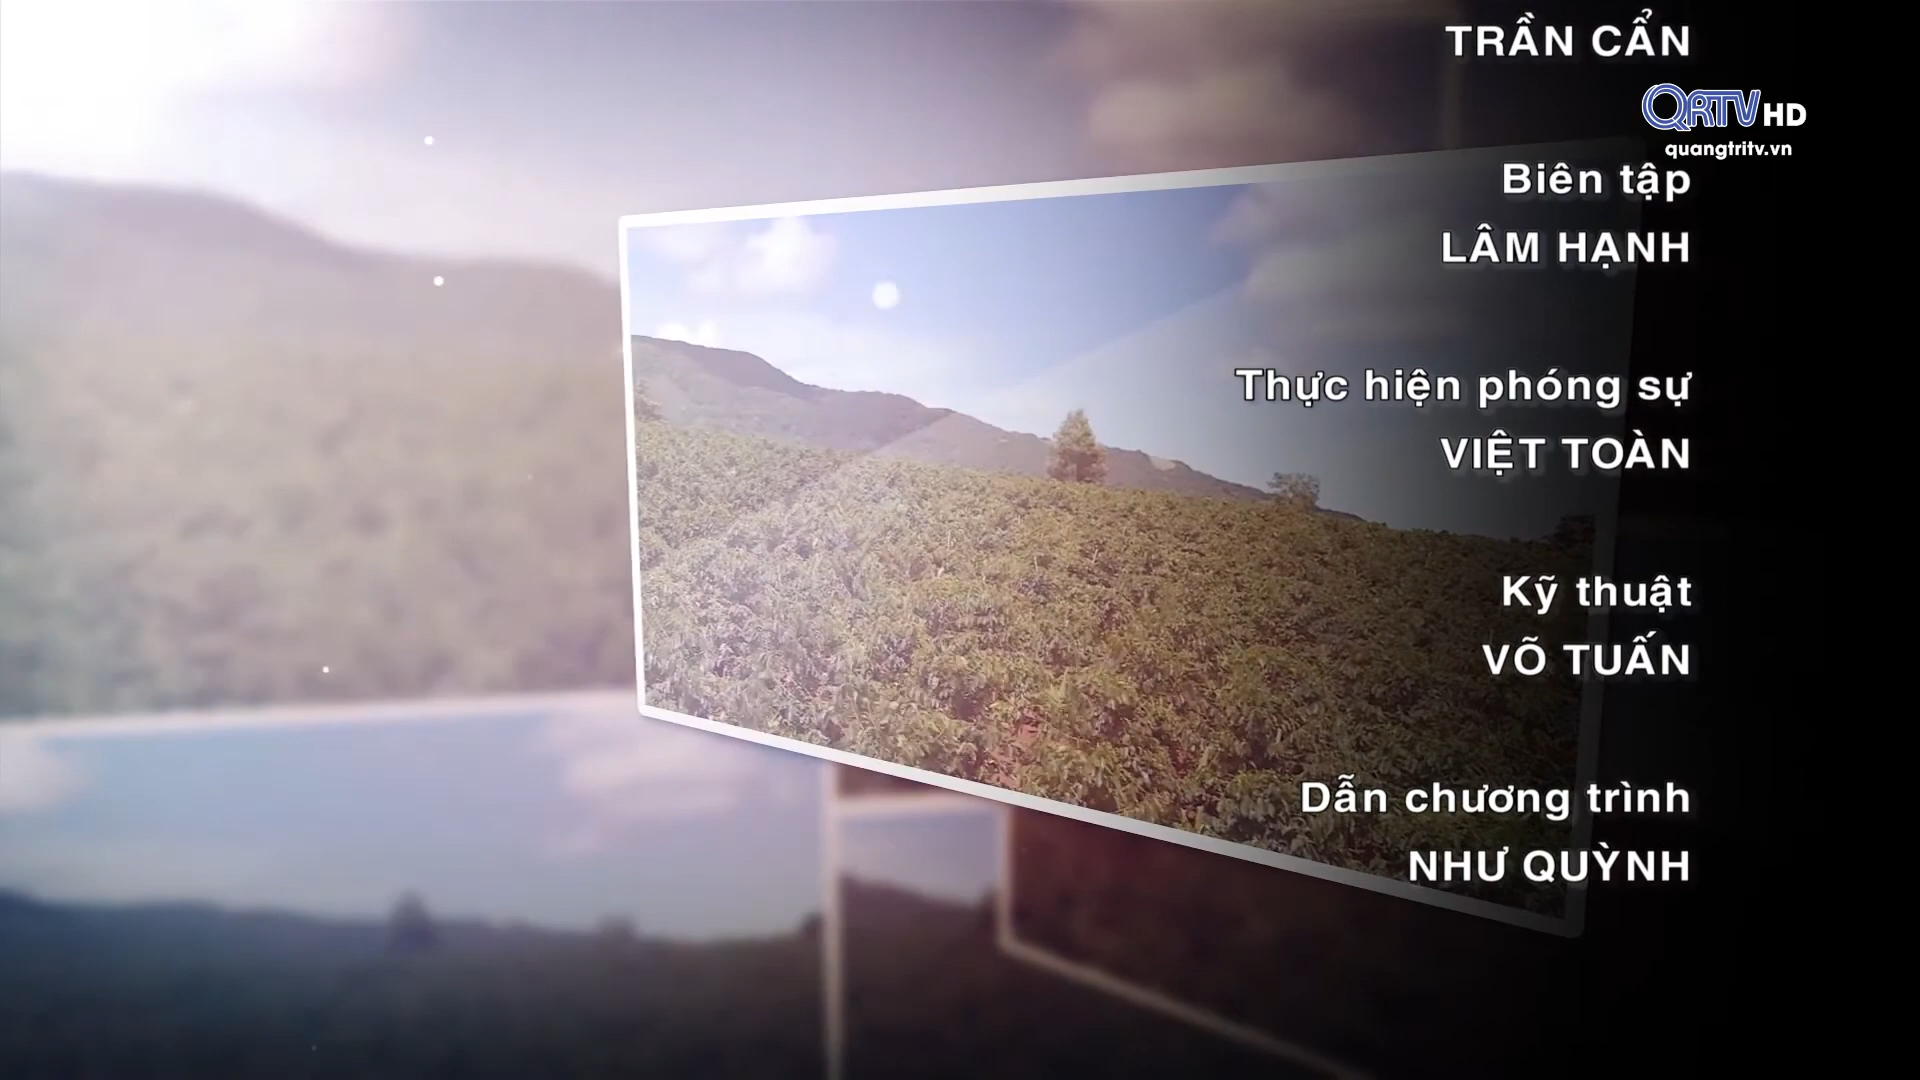 TRẦN CẨN
QRTV HD
quangtritv.vn
Biên tập
LÂM HẠNH
Thực hiện phóng sự
VIỆT TOÀN
Kỹ thuật
VÕ TUẤN
Dẫn chương trình
NHƯ QUỲNH